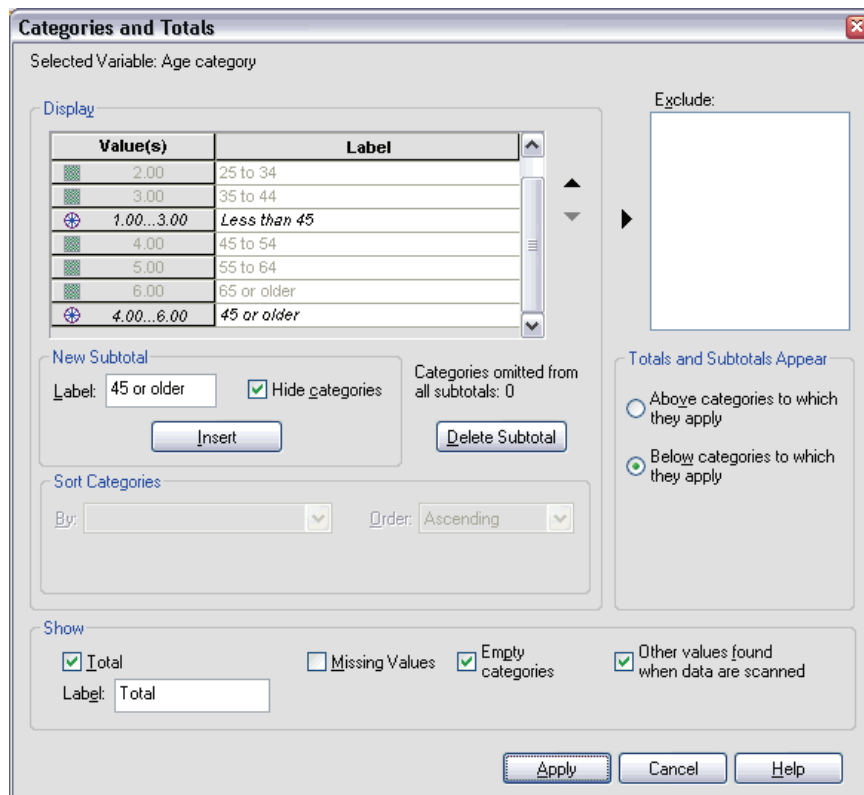 Categories and Totals
Selected Variable: Age category
Display
Value(s) Label
2.00 25 to 34
3.00 35 to 44
1.00...3.00 Less than 45
4.00 45 to 54
5.00 55 to 64
6.00 65 or older
4.00...6.00 45 or older
Exclude:
New Subtotal
Label: 45 or older Hide categories
Insert
Categories omitted from
all subtotals: 0
Delete Subtotal
Totals and Subtotals Appear
Above categories to which
they apply
Below categories to which
they apply
Sort Categories
By: Order: Ascending
Show
Total
Label: Total
Missing Values
Empty
categories
Other values found
when data are scanned
Apply Cancel Help